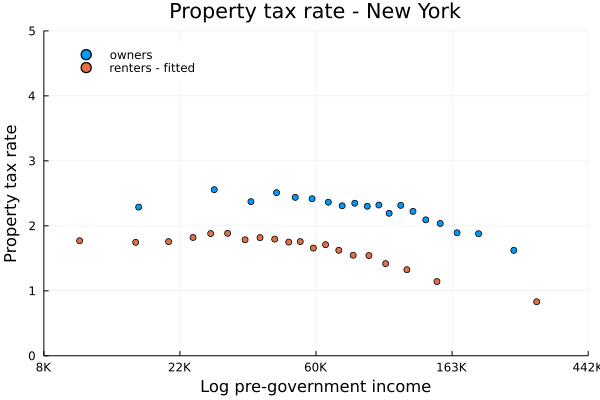 Property tax rate - New York
owners
renters - fitted
Property tax rate
5
4
3
2
1
0
8K 22K 60K 163K 442K
Log pre-government income